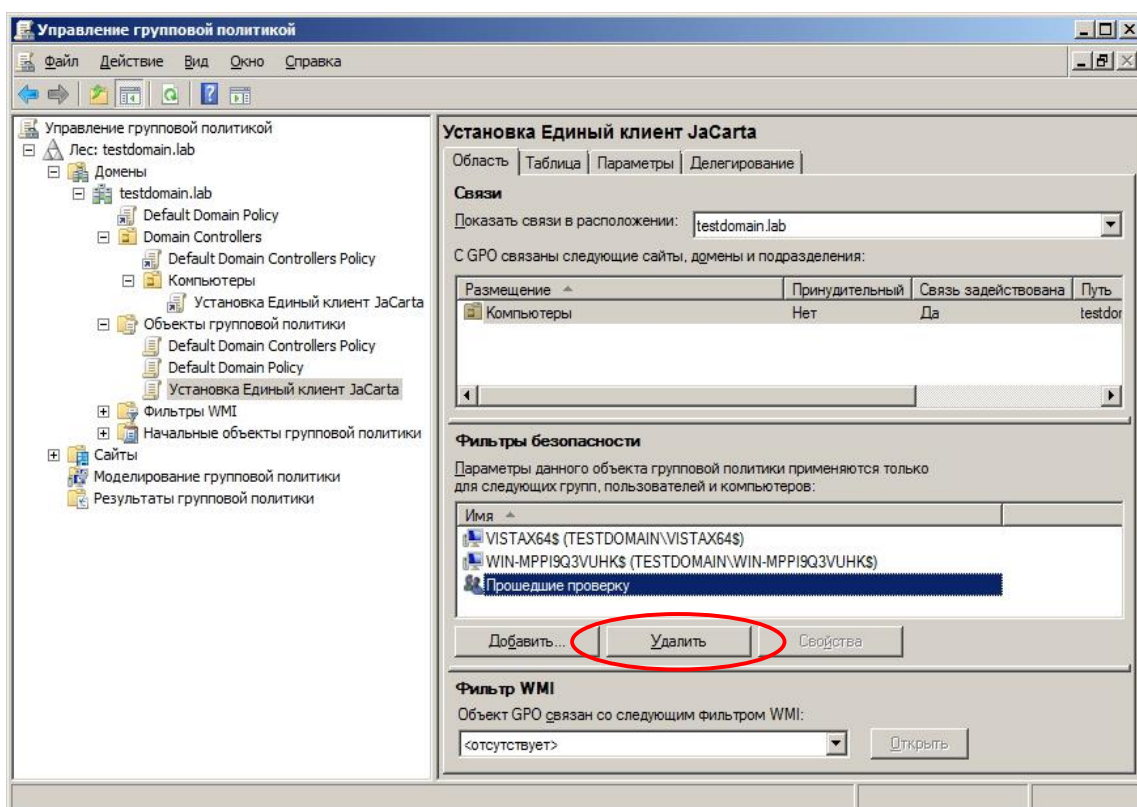 Управление групповой политикой
Файл Действие Вид Окно Справка
Управление групповой политикой
Лес: testdomain.lab
Домены
testdomain.lab
Default Domain Policy
Domain Controllers
Default Domain Controllers Policy
Компьютеры
Установка Единый клиент JaCarta
Объекты групповой политики
Default Domain Controllers Policy
Default Domain Policy
Установка Единый клиент JaCarta
Фильтры WMI
Начальные объекты групповой политики
Сайты
Моделирование групповой политики
Результаты групповой политики
Установка Единый клиент JaCarta
Область Таблица Параметры Делегирование
Связи
Показать связи в расположении: testdomain.lab
С GPO связаны следующие сайты, домены и подразделения:
Размещение Принудительный Связь задействована Путь
Компьютеры Нет Да testdor
Фильтры безопасности
Параметры данного объекта групповой политики применяются только
для следующих групп, пользователей и компьютеров:
Имя
VISTAX64$ (TESTDOMAIN\VISTAX64$)
WIN-MPPI9Q3VUHK$ (TESTDOMAIN\WIN-MPPI9Q3VUHK$)
Прошедшие проверку
Добавить... Удалить Свойства
Фильтр WMI
Объект GPO связан со следующим фильтром WMI:
<отсутствует> Открыть